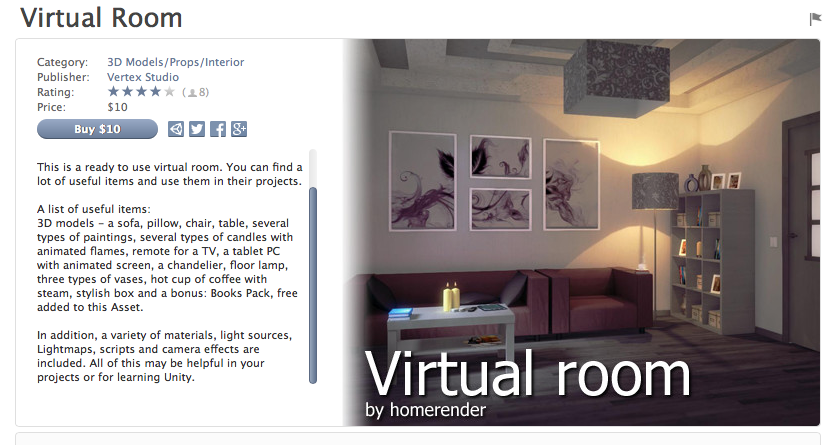 Virtual Room
Category: 3D Models/Props/Interior
Publisher: Vertex Studio
Rating: (8)
Price: $10
Buy $10
This is a ready to use virtual room. You can find a
lot of useful items and use them in their projects.
A list of useful items:
3D models – a sofa, pillow, chair, table, several
types of paintings, several types of candles with
animated flames, remote for a TV, a tablet PC
with animated screen, a chandelier, floor lamp,
three types of vases, hot cup of coffee with
steam, stylish box and a bonus: Books Pack, free
added to this Asset.
In addition, a variety of materials, light sources,
Lightmaps, scripts and camera effects are
included. All of this may be helpful in your
projects or for learning Unity.
Virtual room
by homerender